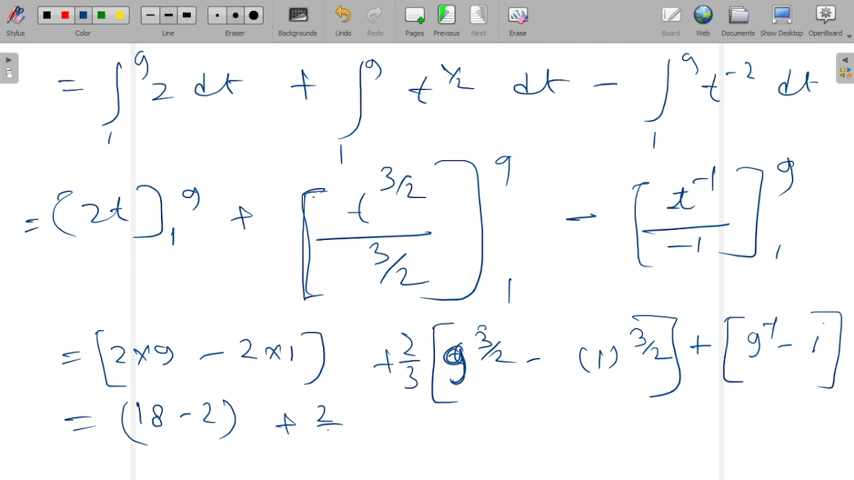 Stylus Color Line Eraser Backgrounds Undo Redo Pages Previous Next Erase Board Web Documents Show Desktop OpenBoard
= ∫₁⁹ 2 dt + ∫₁⁹ t^1/2 dt − ∫₁⁹ t^-2 dt
= (2t]₁⁹ + [t^3/2 / 3/2]₁⁹ − [t^-1 / -1]₁⁹
= [2×9 − 2×1] + 2/3 [9^3/2 − (1)^3/2] + [9^-1 − 1]
= (18 − 2) + 2